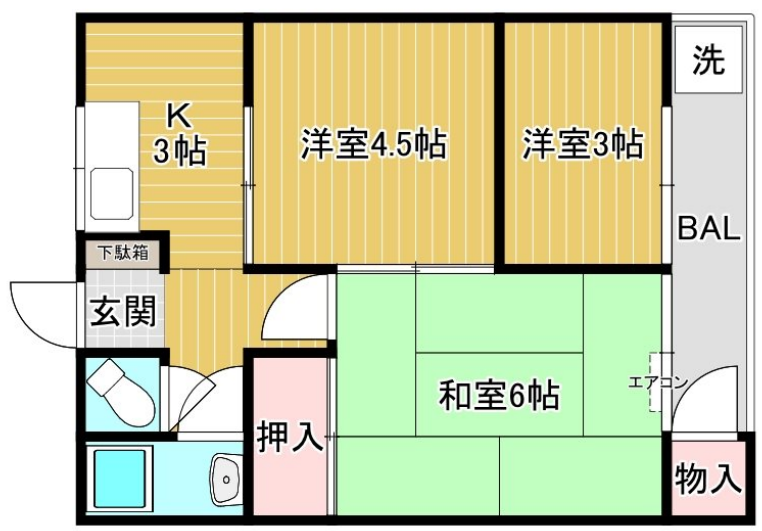 洗
K
3帖
洋室4.5帖
洋室3帖
BAL
下駄箱
玄関
エアコン
和室6帖
押入
物入